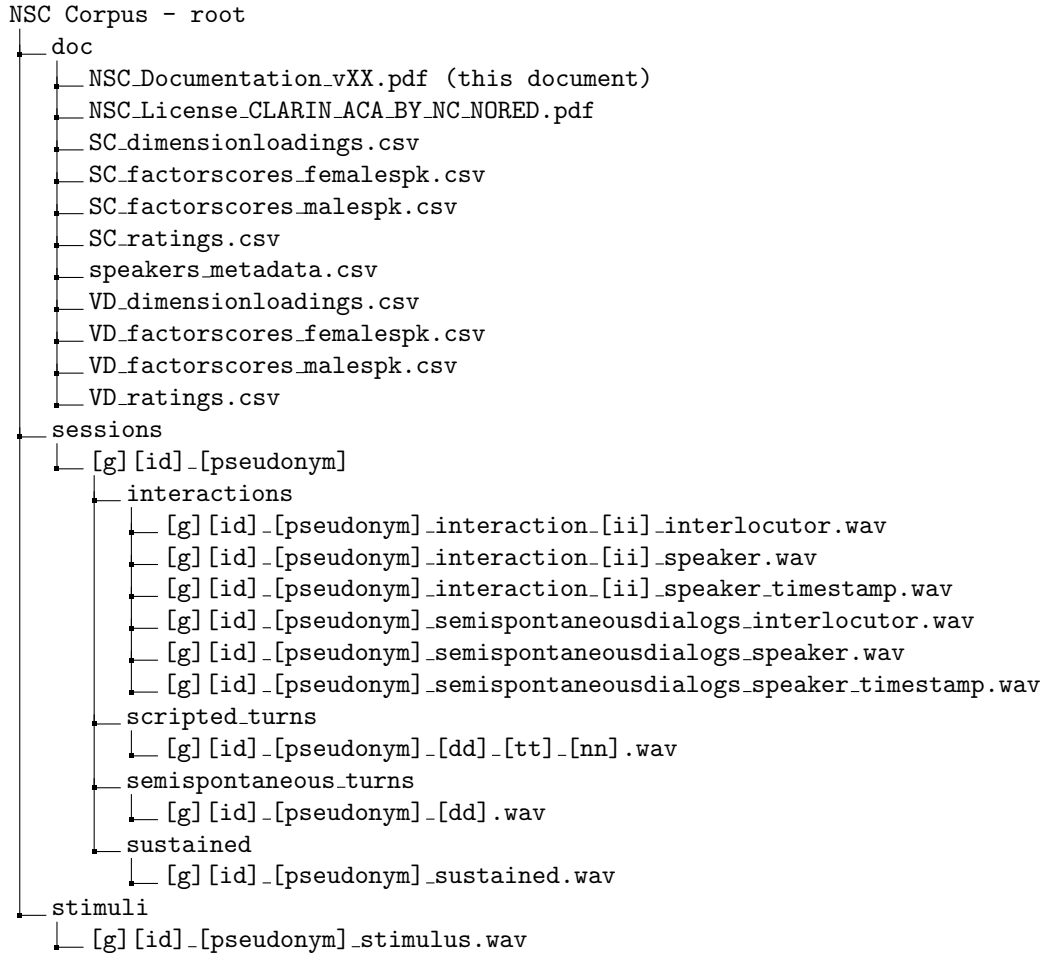 NSC Corpus - root
doc
NSC_Documentation_vXX.pdf (this document)
NSC_License_CLARIN_ACA_BY_NC_NORED.pdf
SC_dimensionloadings.csv
SC_factorscores_femalespk.csv
SC_factorscores_malespk.csv
SC_ratings.csv
speakers_metadata.csv
VD_dimensionloadings.csv
VD_factorscores_femalespk.csv
VD_factorscores_malespk.csv
VD_ratings.csv
sessions
[g][id]_[pseudonym]
interactions
[g][id]_[pseudonym]_interaction_[ii]_interlocutor.wav
[g][id]_[pseudonym]_interaction_[ii]_speaker.wav
[g][id]_[pseudonym]_interaction_[ii]_speaker_timestamp.wav
[g][id]_[pseudonym]_semispontaneousdialogs_interlocutor.wav
[g][id]_[pseudonym]_semispontaneousdialogs_speaker.wav
[g][id]_[pseudonym]_semispontaneousdialogs_speaker_timestamp.wav
scripted_turns
[g][id]_[pseudonym]_[dd]_[tt]_[nn].wav
semispontaneous_turns
[g][id]_[pseudonym]_[dd].wav
sustained
[g][id]_[pseudonym]_sustained.wav
stimuli
[g][id]_[pseudonym]_stimulus.wav